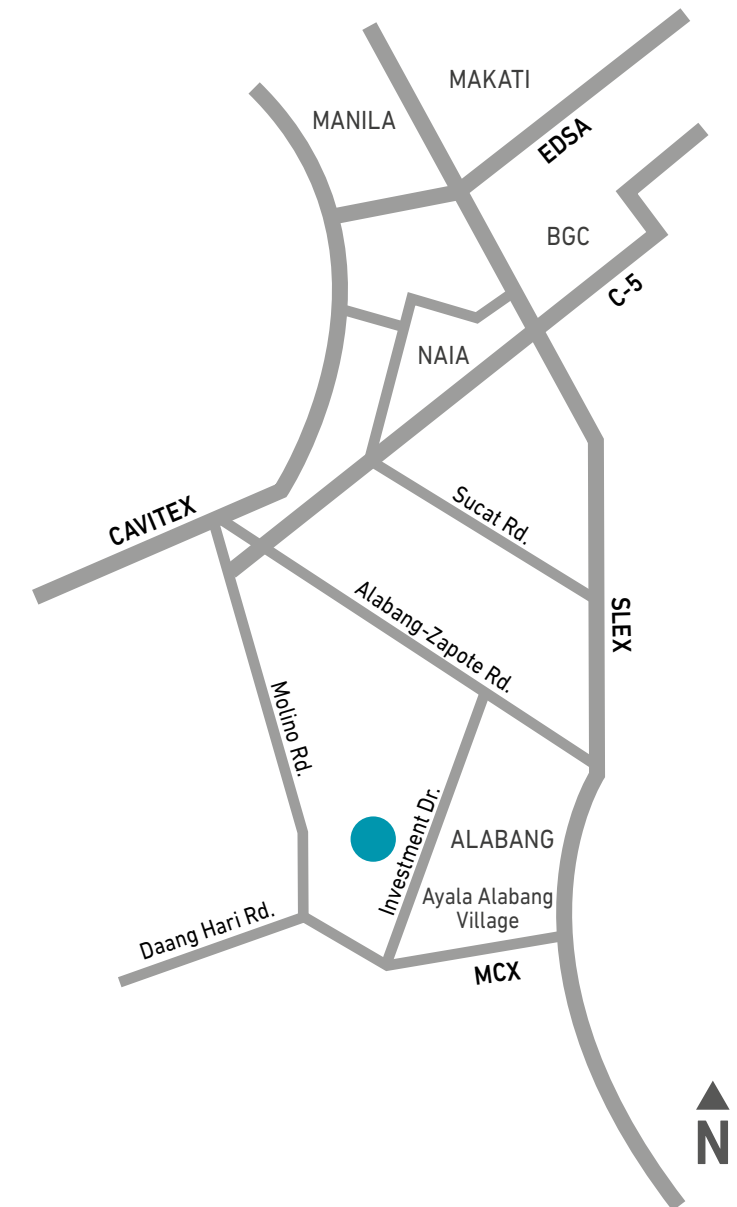 MAKATI
MANILA
EDSA
BGC
C-5
NAIA
Sucat Rd.
CAVITEX
Alabang-Zapote Rd.
SLEX
Molino Rd.
Investment Dr.
ALABANG
Ayala Alabang
Village
Daang Hari Rd.
MCX
N